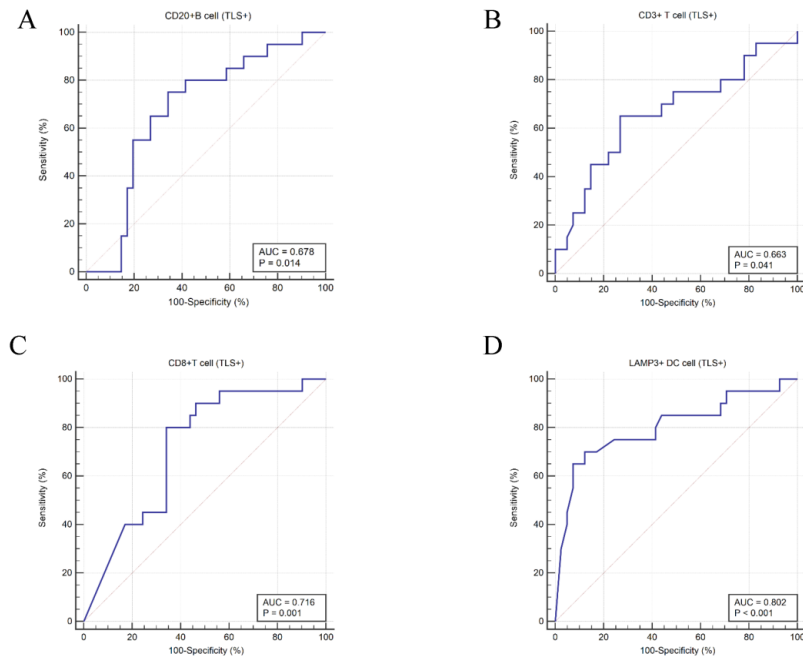 A
CD20+B cell (TLS+)
Sensitivity (%)
100
80
60
40
20
0
0 20 40 60 80 100
100-Specificity (%)
AUC = 0.678
P = 0.014
B
CD3+ T cell (TLS+)
Sensitivity (%)
100
80
60
40
20
0
0 20 40 60 80 100
100-Specificity (%)
AUC = 0.663
P = 0.041
C
CD8+T cell (TLS+)
Sensitivity (%)
100
80
60
40
20
0
0 20 40 60 80 100
100-Specificity (%)
AUC = 0.716
P = 0.001
D
LAMP3+ DC cell (TLS+)
Sensitivity (%)
100
80
60
40
20
0
0 20 40 60 80 100
100-Specificity (%)
AUC = 0.802
P < 0.001